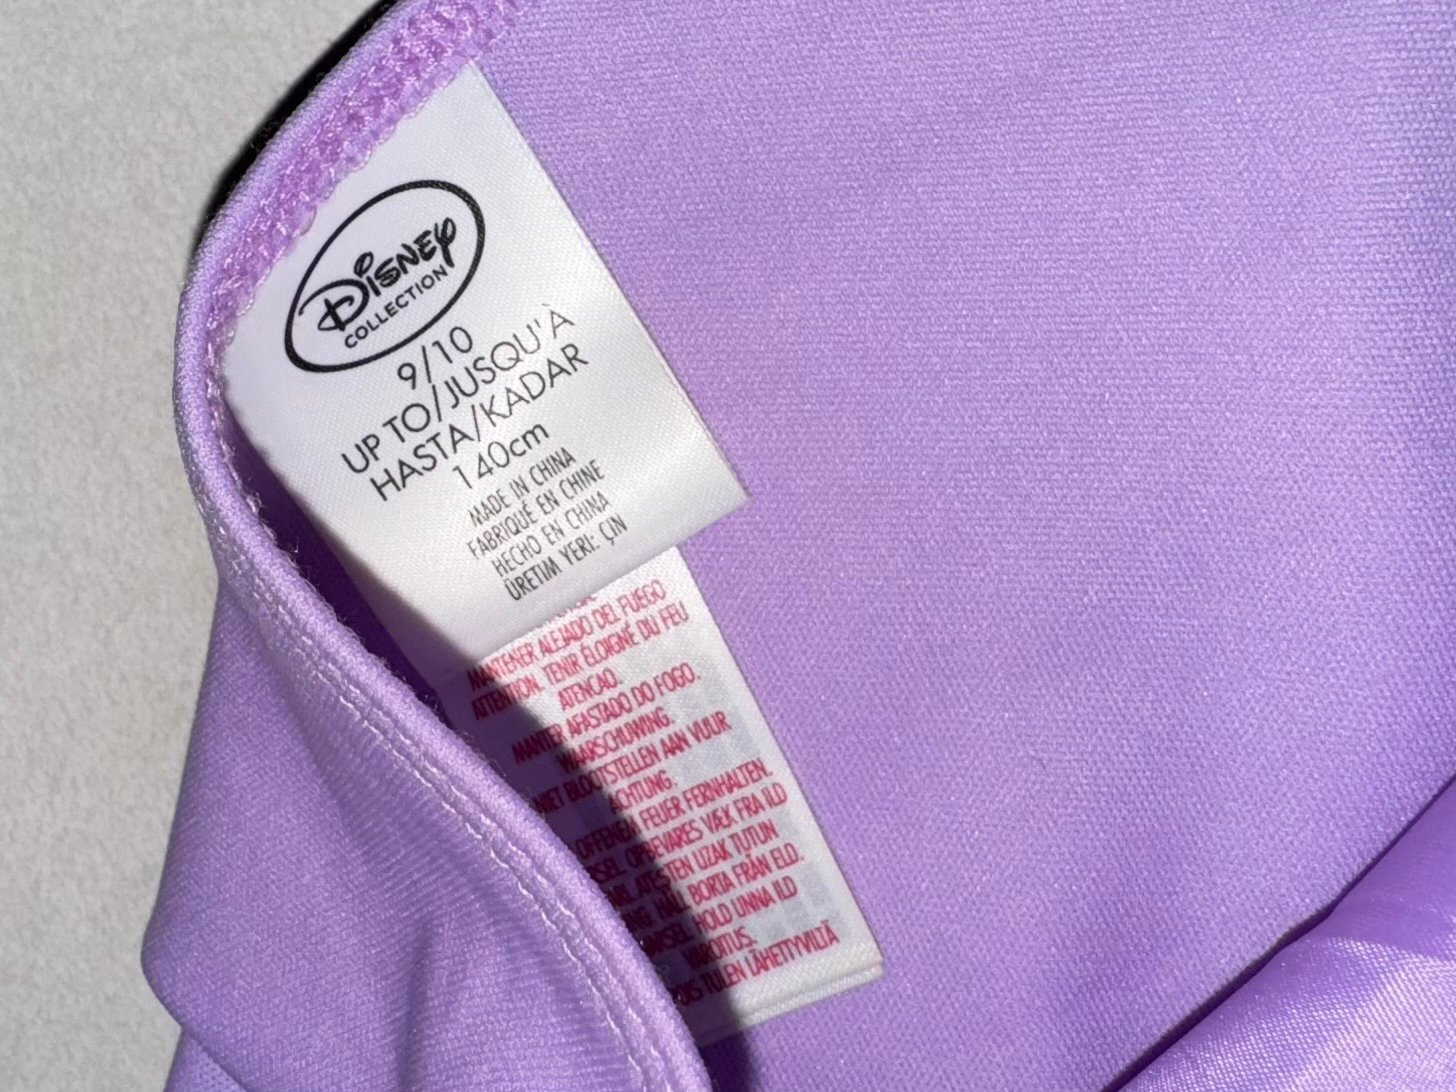 Disney
COLLECTION
9/10
UP TO/JUSQU'À
HASTA/KADAR
140cm
MADE IN CHINA
FABRIQUÉ EN CHINE
HECHO EN CHINA
ÜRETIM YERI: ÇIN
MANTENER ALEJADO DEL FUEGO
ATTENTION. TENIR ÉLOIGNÉ DU FEU
ATENCAO.
MANTER AFASTADO DO FOGO.
WAARSCHUWING.
NIET BLOOTSTELLEN AAN VUUR
ACHTUNG.
OFFENEM FEUER FERNHALTEN.
OPBEVARES VÆK FRA ILD
ATEŞTEN UZAK TUTUN
HÅLL BORTA FRÅN ELD.
HOLD UNNA ILD
VAROITUS.
POIS TULEN LÄHETTYVILTÄ